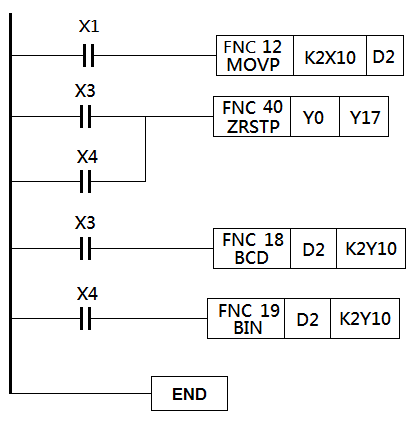 X1
FNC 12
MOVP
K2X10
D2
X3
FNC 40
ZRSTP
Y0
Y17
X4
X3
FNC 18
BCD
D2
K2Y10
X4
FNC 19
BIN
D2
K2Y10
END